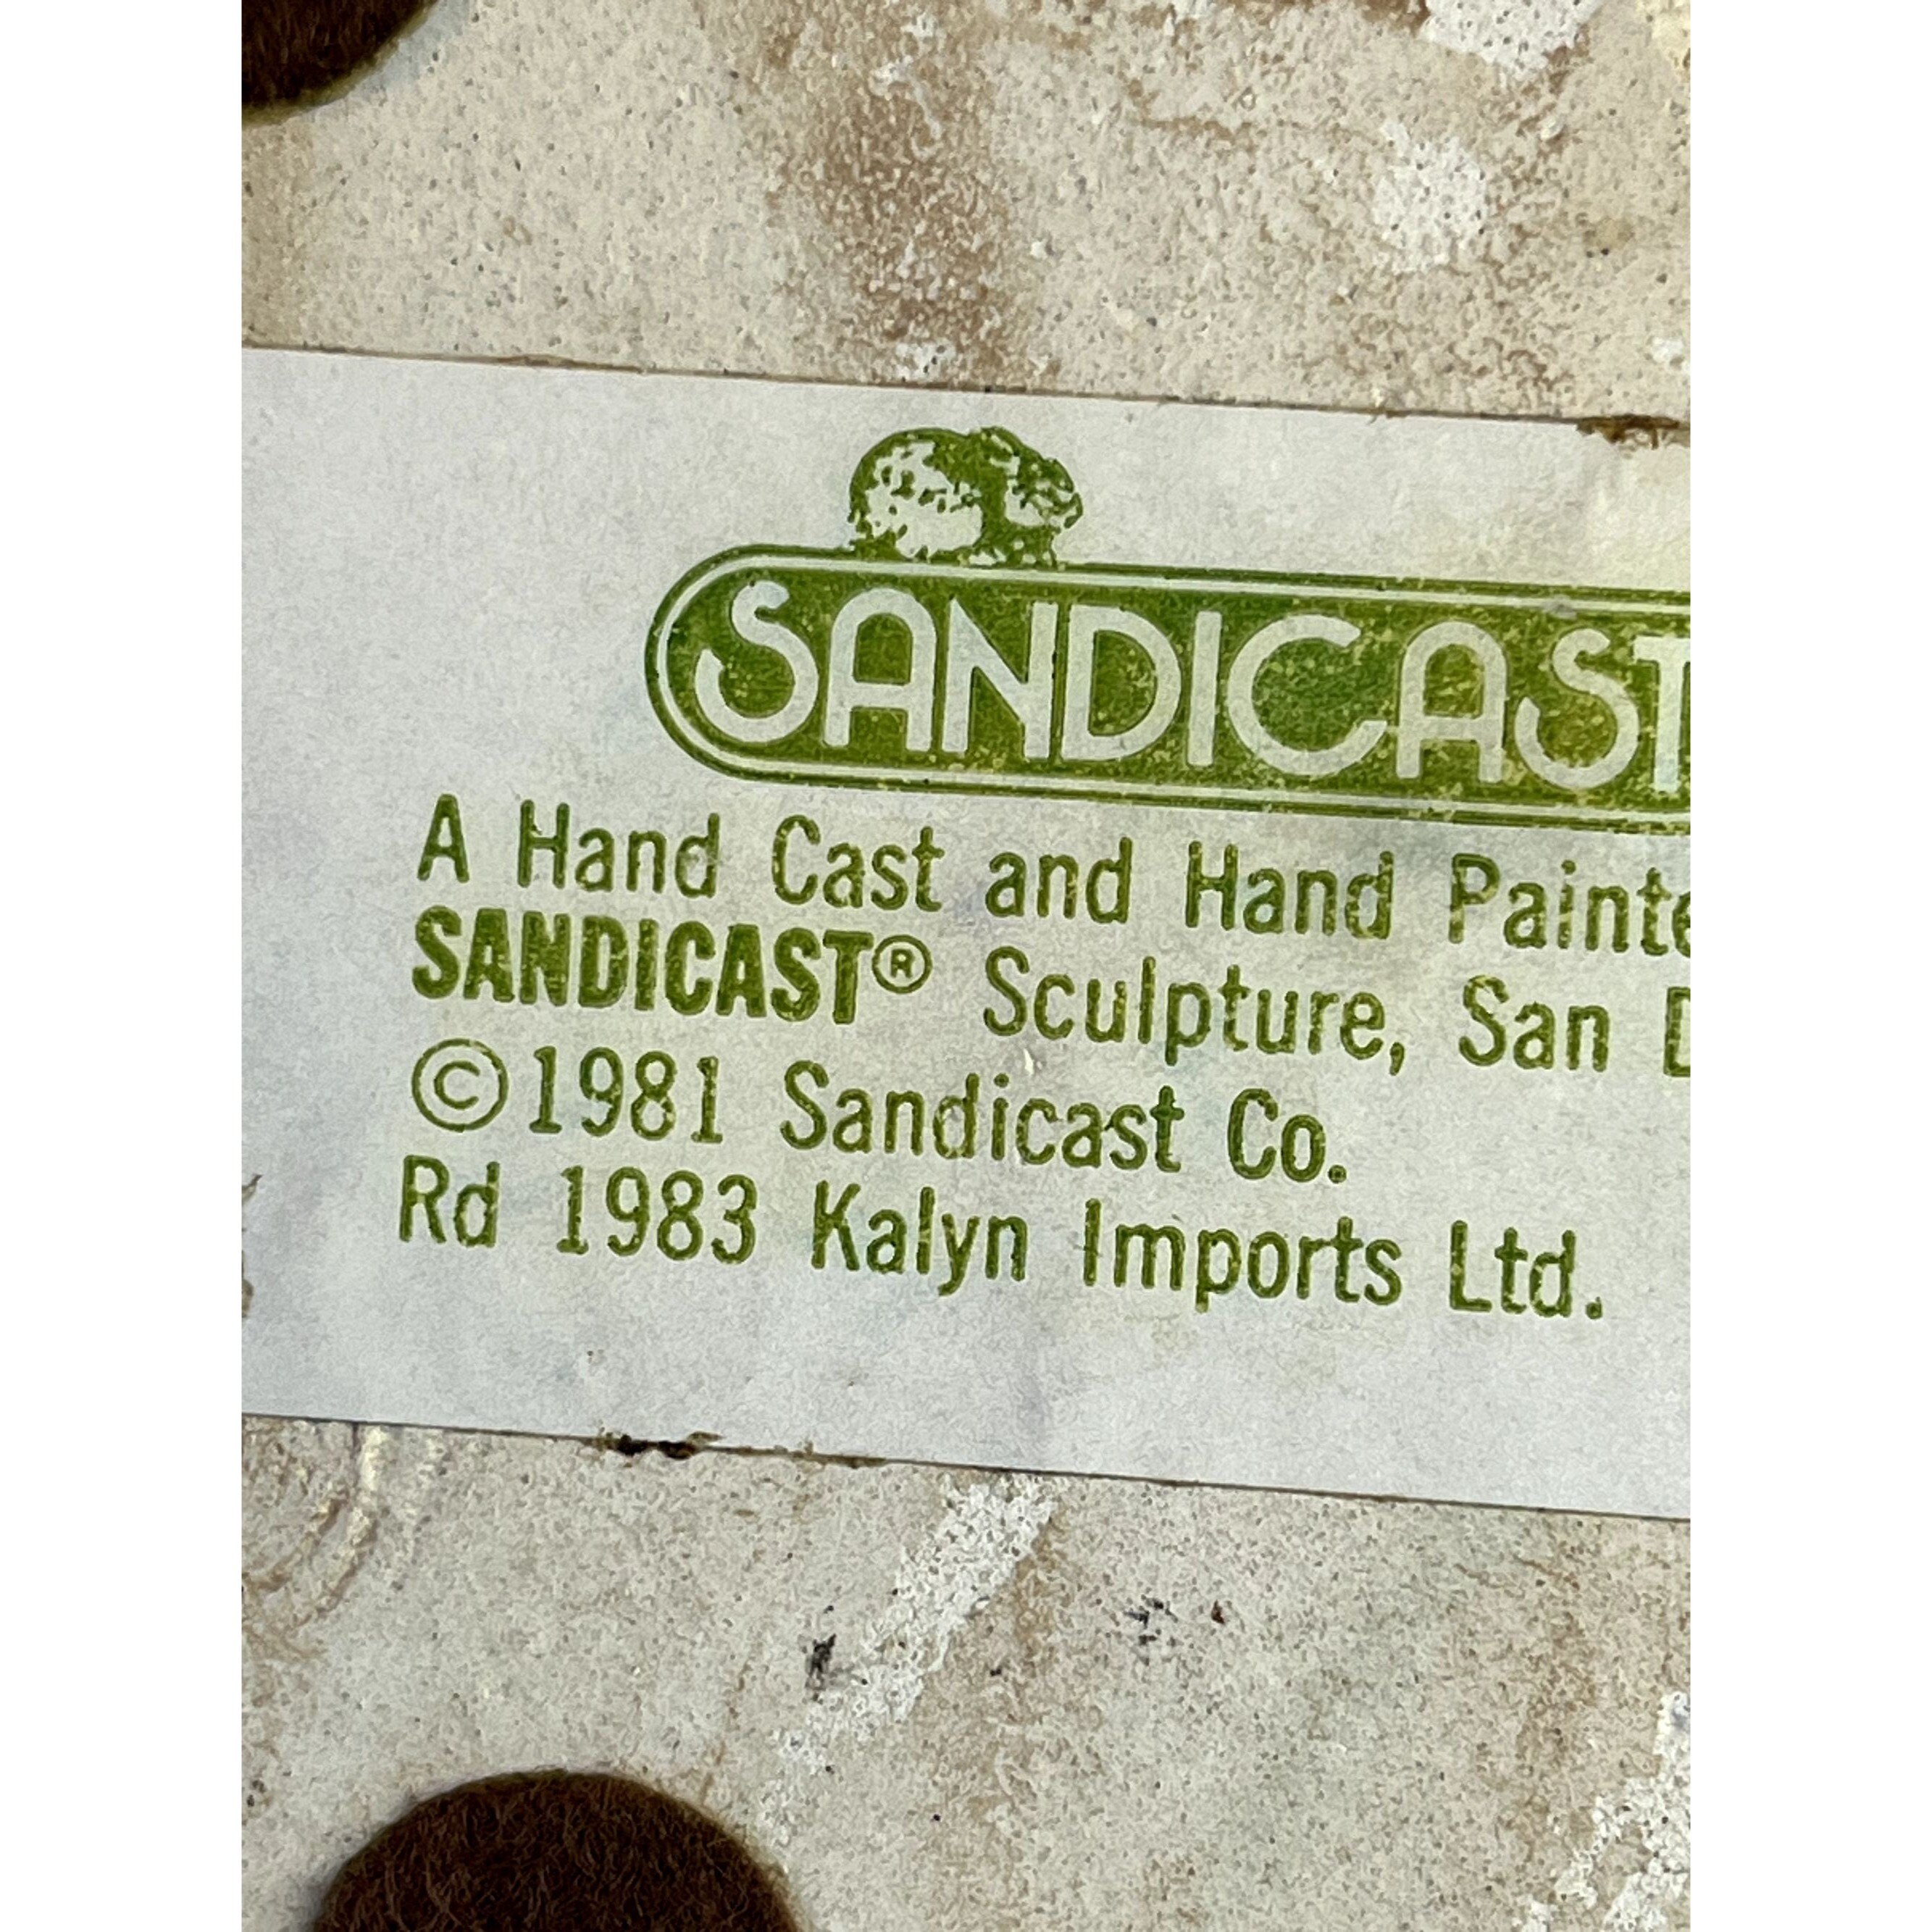 SANDICAST
A Hand Cast and Hand Painte
SANDICAST® Sculpture, San D
©1981 Sandicast Co.
Rd 1983 Kalyn Imports Ltd.